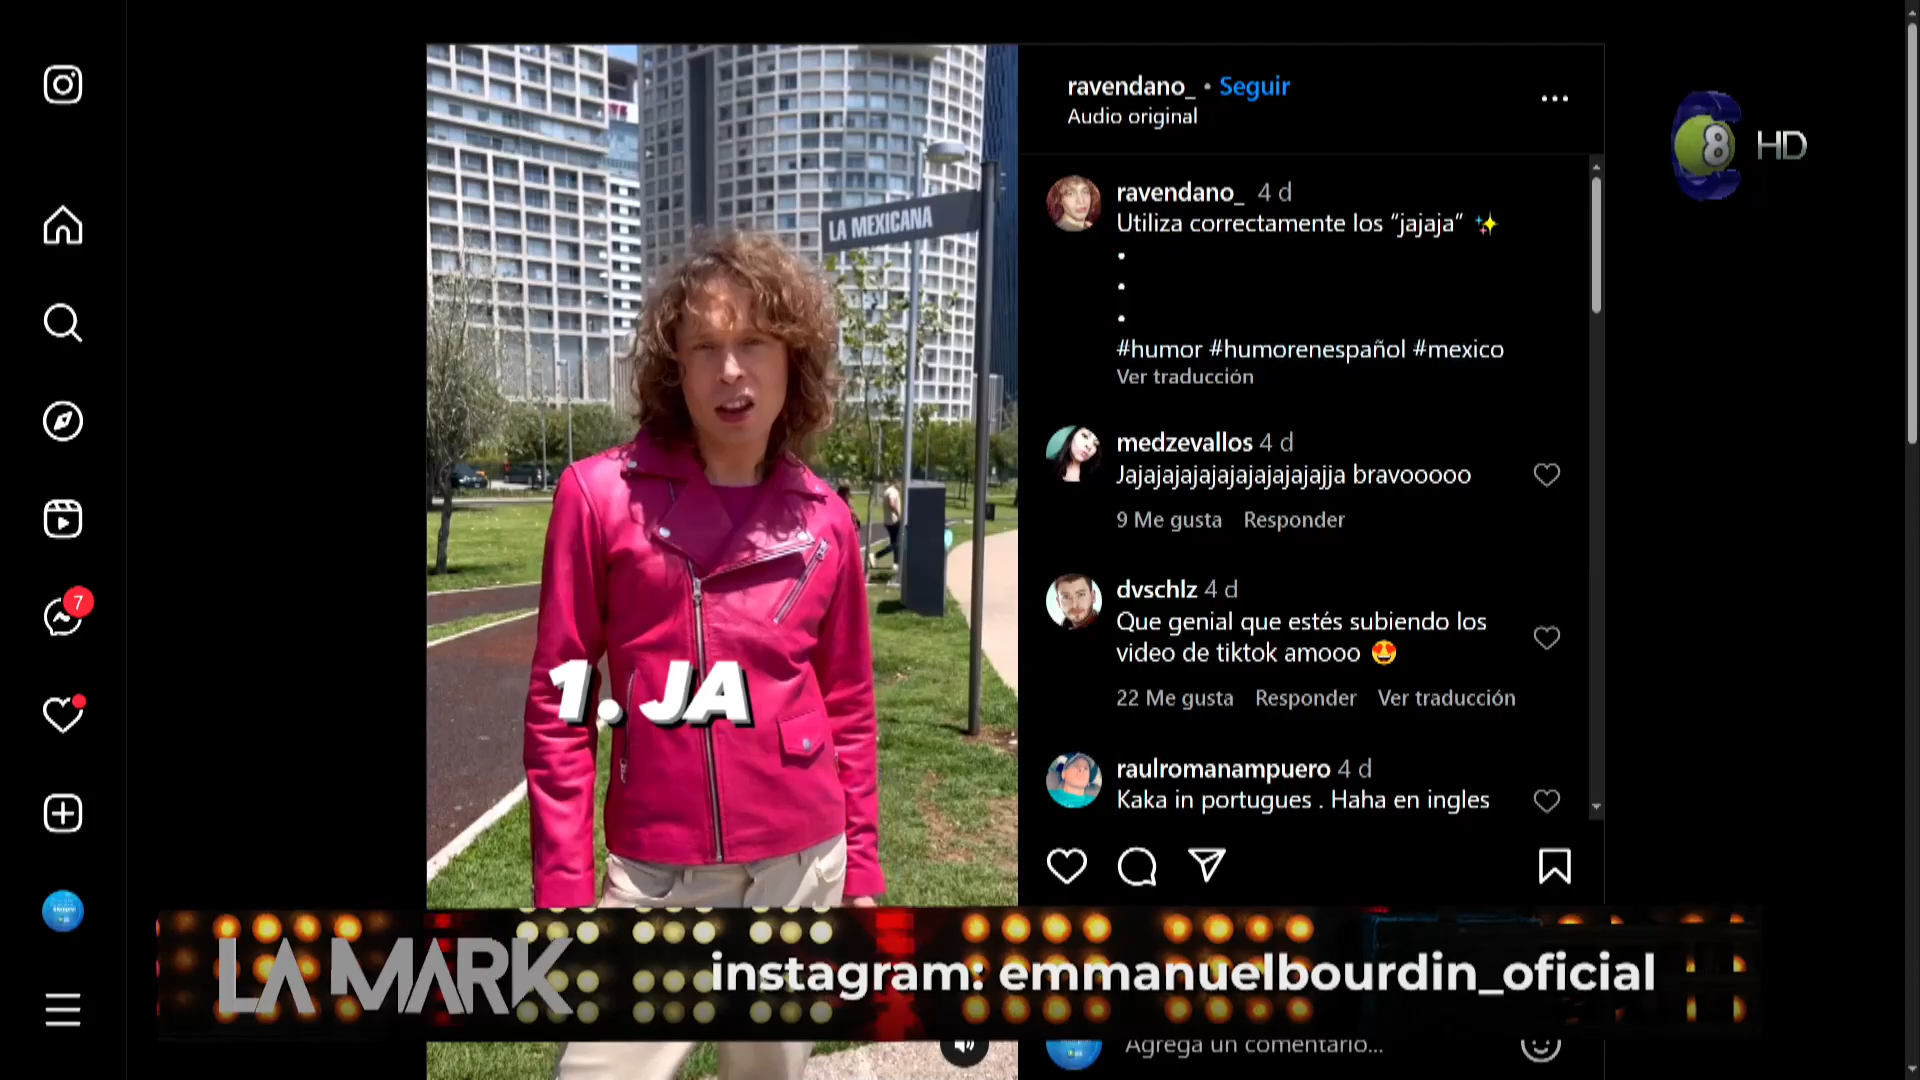 LA MEXICANA
1. JA
ravendano_ • Seguir
Audio original
ravendano_ 4 d
Utiliza correctamente los “jajaja” ✨
•
•
•
#humor #humorenespañol #mexico
Ver traducción
medzevallos 4 d
Jajajajajajajajajajajajja bravooooo
9 Me gusta Responder
dvschlz 4 d
Que genial que estés subiendo los
video de tiktok amooo 😍
22 Me gusta Responder Ver traducción
raulromanampuero 4 d
Kaka in portugues . Haha en ingles
8 HD
7
LA MARK
instagram: emmanuelbourdin_oficial
Agrega un comentario...